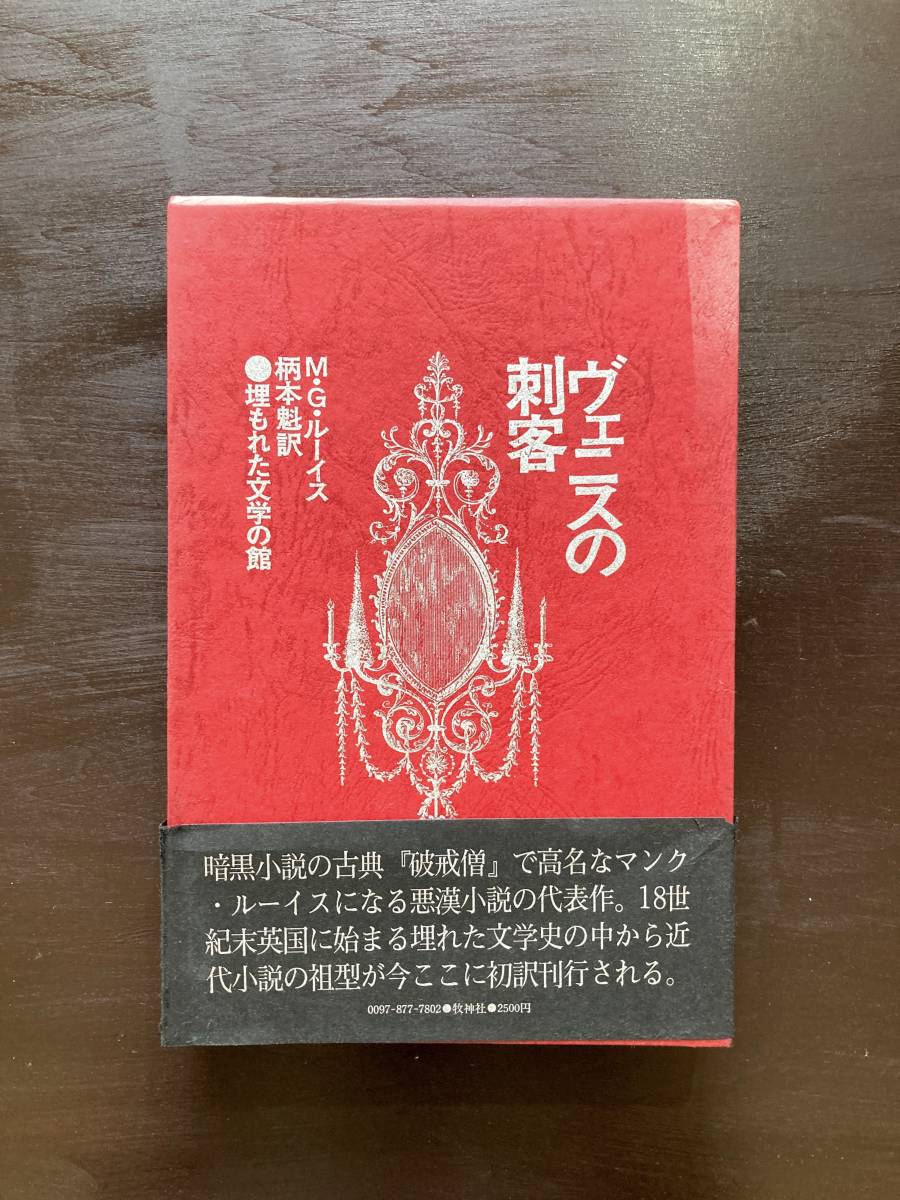 ヴェニスの
刺客
M・G・ルーイス
柄本魁訳
●埋もれた文学の館
暗黒小説の古典『破戒僧』で高名なマンク
・ルーイスになる悪漢小説の代表作。18世
紀末英国に始まる埋れた文学史の中から近
代小説の祖型が今ここに初訳刊行される。
0097-877-7802●牧神社●2500円